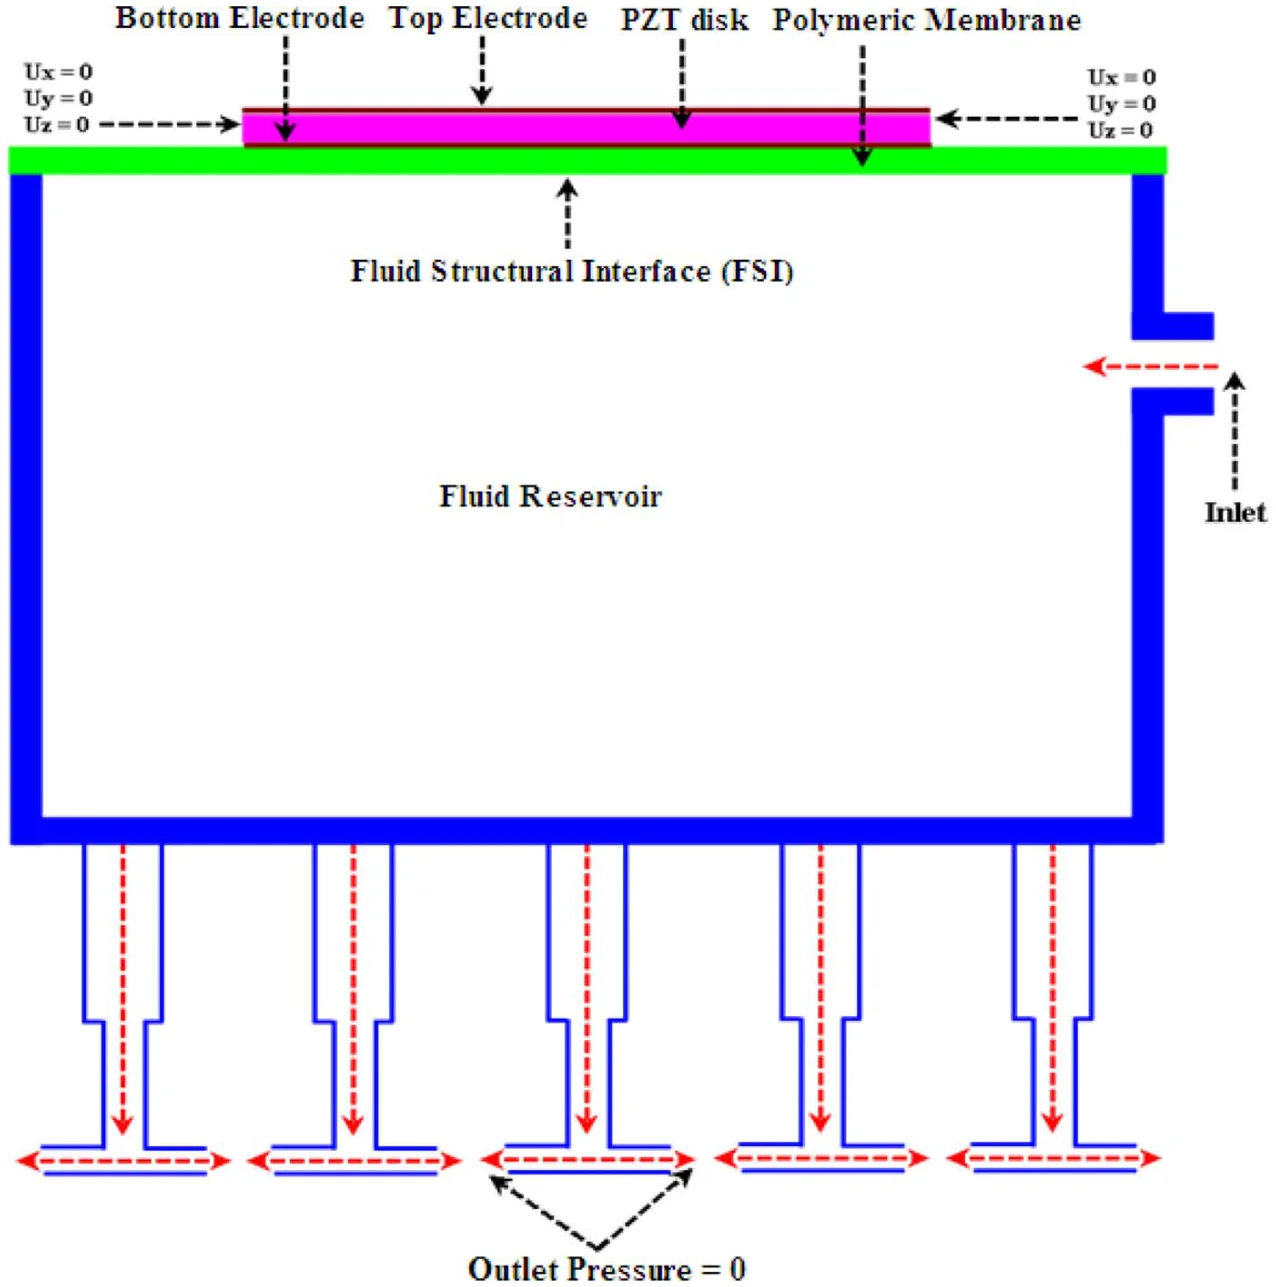 Bottom Electrode Top Electrode PZT disk Polymeric Membrane
Ux = 0
Uy = 0
Uz = 0
Ux = 0
Uy = 0
Uz = 0
Fluid Structural Interface (FSI)
Fluid Reservoir
Inlet
Outlet Pressure = 0